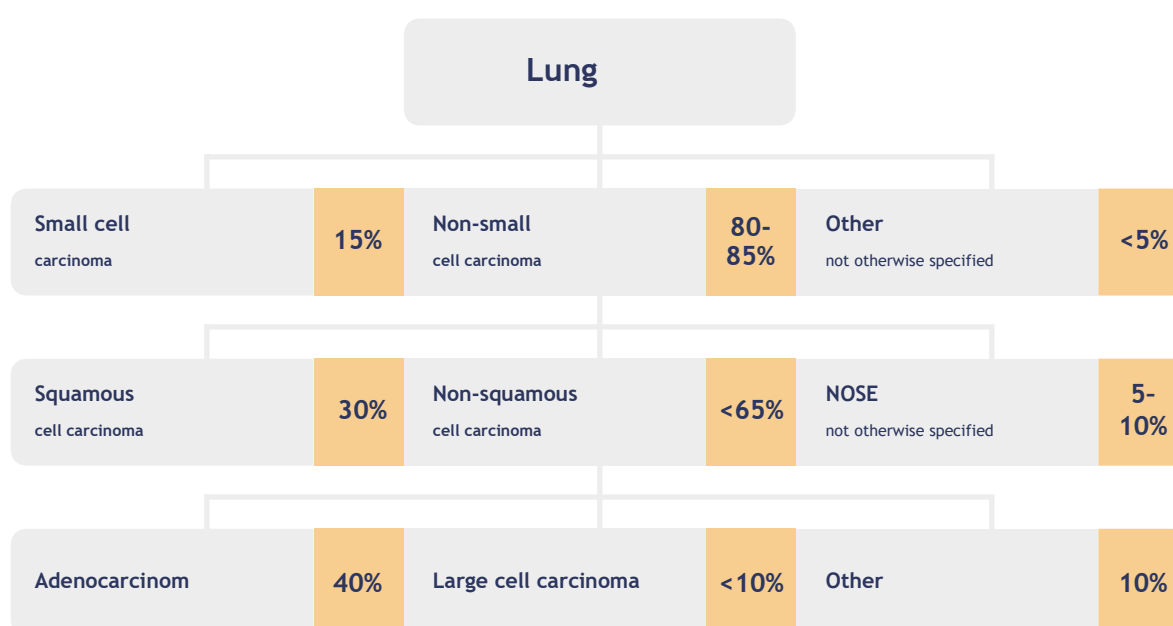 Lung
Small cell
carcinoma
15%
Non-small
cell carcinoma
80-
85%
Other
not otherwise specified
<5%
Squamous
cell carcinoma
30%
Non-squamous
cell carcinoma
<65%
NOSE
not otherwise specified
5-
10%
Adenocarcinom
40%
Large cell carcinoma
<10%
Other
10%